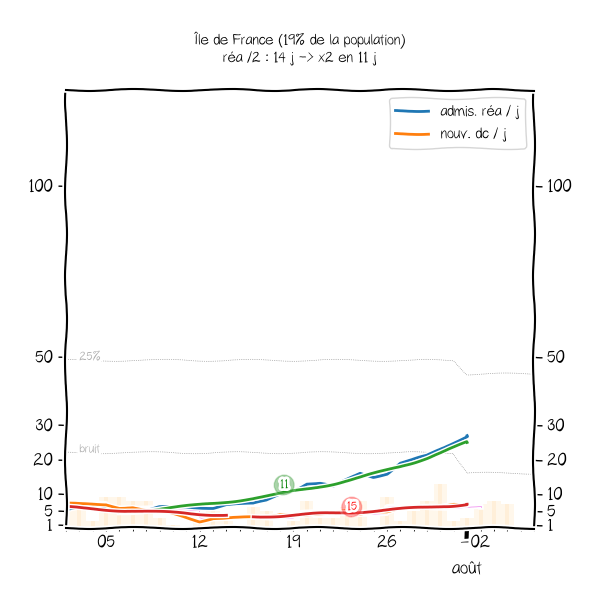 Île de France (19% de la population)
réa /2 : 14 j -> x2 en 11 j
admis. réa / j
nouv. dc / j
100 100
25%
50 50
30 30
bruit
20 20
11
10 10
15
5 5
1 1
05 12 19 26 02
août